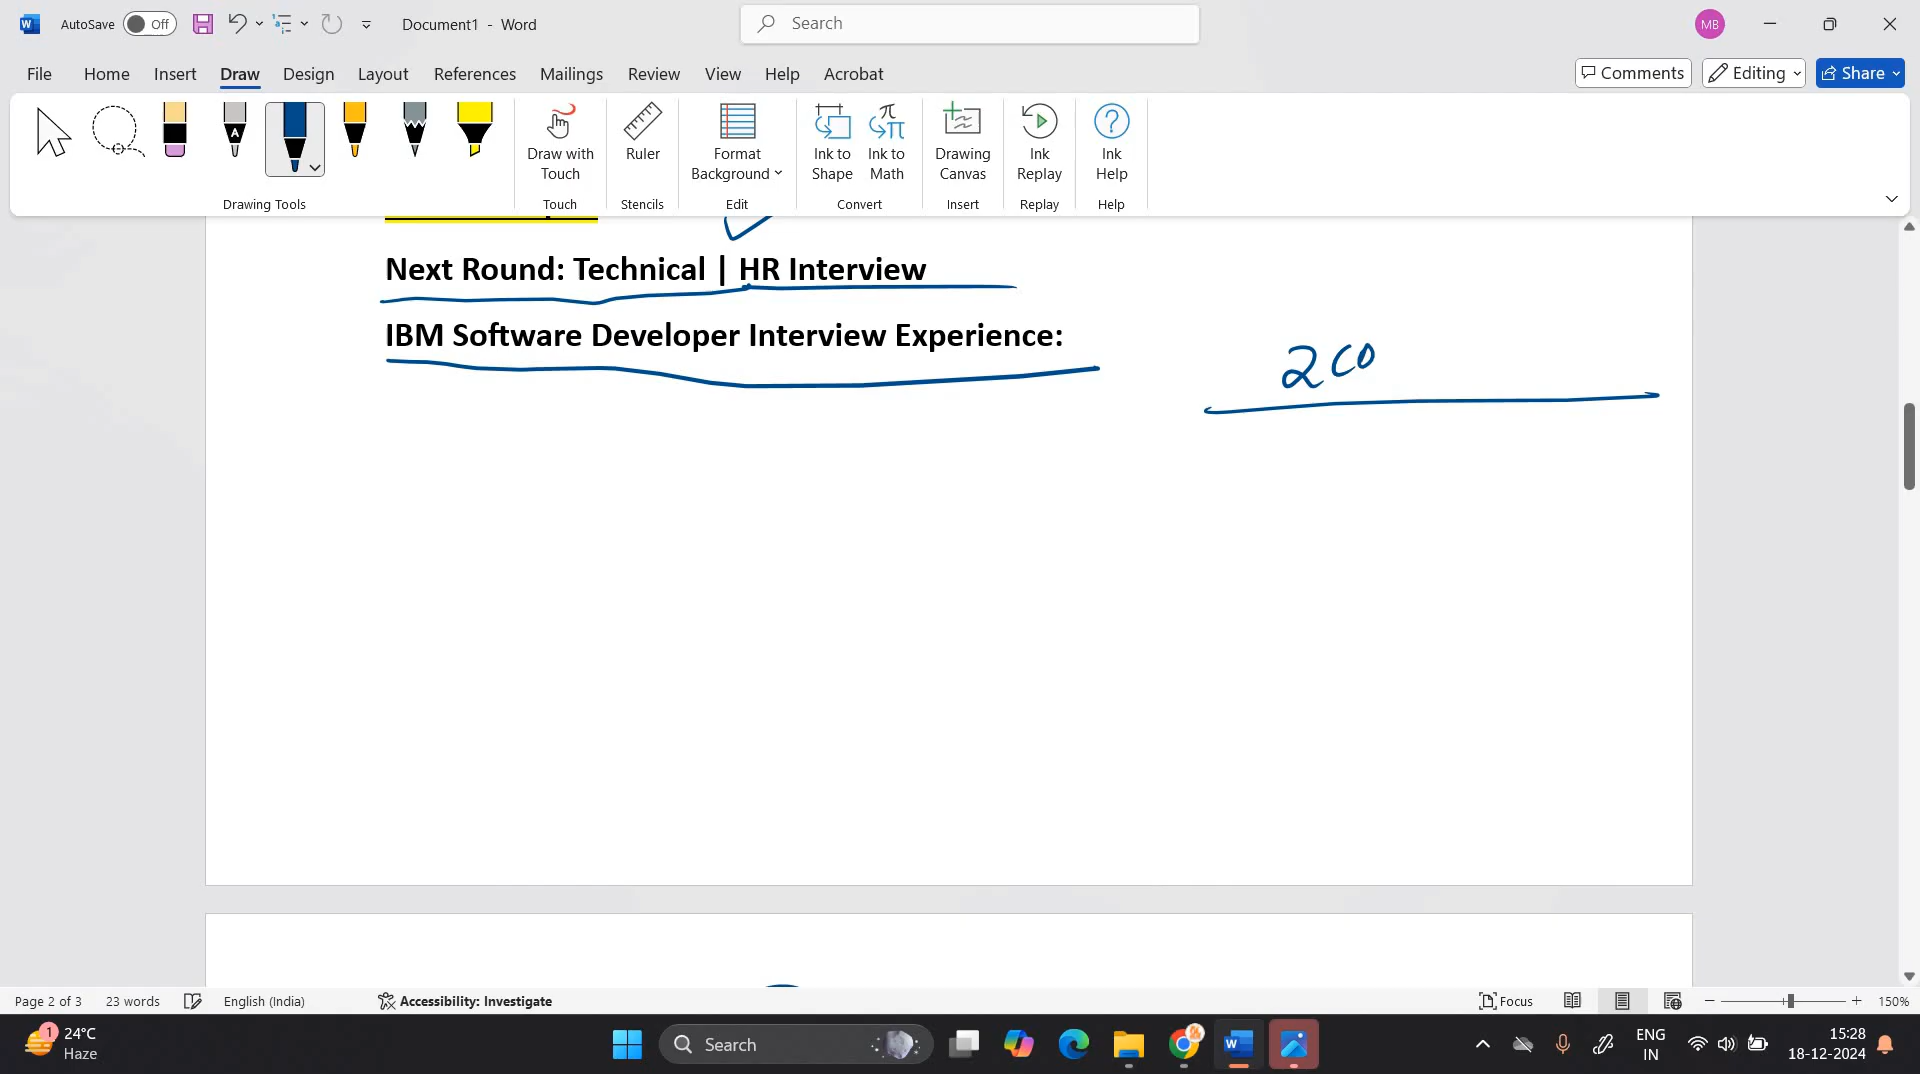 AutoSave Off Document1 - Word Search MB
File Home Insert Draw Design Layout References Mailings Review View Help Acrobat Comments Editing Share
A
Draw with Touch
Ruler
Format Background
Ink to Shape
Ink to Math
Drawing Canvas
Ink Replay
Ink Help
Drawing Tools Touch Stencils Edit Convert Insert Replay Help
Next Round: Technical | HR Interview
IBM Software Developer Interview Experience:
Page 2 of 3 23 words English (India) Accessibility: Investigate Focus 150%
1 24°C
Haze
Search
ENG
IN
15:28
18-12-2024